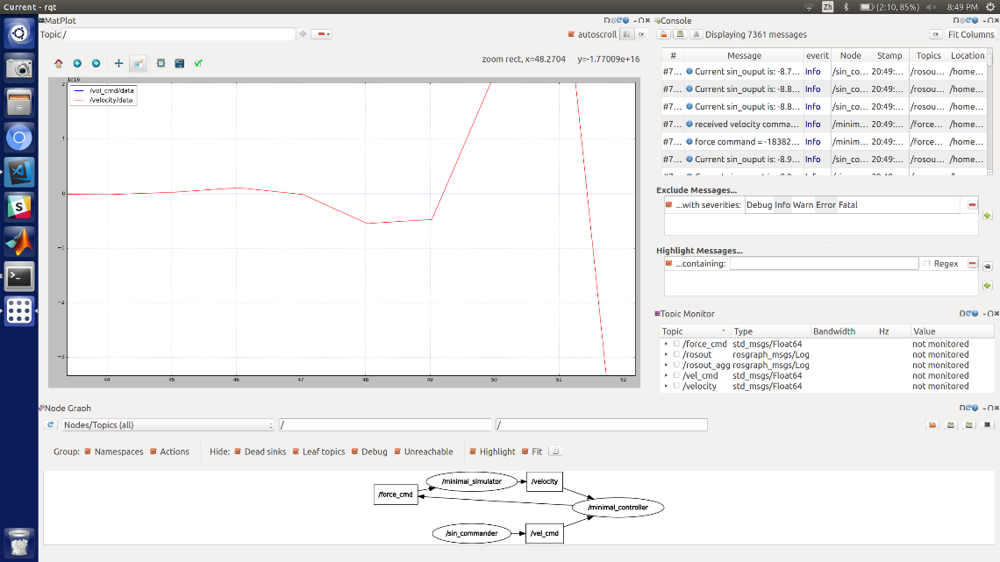 Current - rqt
Zh
(2:10, 85%)
8:49 PM
MatPlot
Topic /
autoscroll
zoom rect, x=48.2704 y=-1.77009e+16
1e16
/vel_cmd/data
/velocity/data
2
1
0
−1
−2
−3
44 45 46 47 48 49 50 51 52
Console
Displaying 7361 messages
Fit Columns
# Message everit Node Stamp Topics Location
#7... Current sin_ouput is: -8.7... Info /sin_co... 20:49:... /rosou... /home...
#7... Current sin_ouput is: -8.8... Info /sin_co... 20:49:... /rosou... /home...
#7... Current sin_ouput is: -8.8... Info /sin_co... 20:49:... /rosou... /home...
#7... received velocity comma... Info /minim... 20:49:... /force... /home...
#7... force command = -18382... Info /minim... 20:49:... /force... /home...
#7... Current sin_ouput is: -8.9... Info /sin_co... 20:49:... /rosou... /home...
Exclude Messages...
...with severities: Debug Info Warn Error Fatal
Highlight Messages...
...containing: Regex
Topic Monitor
Topic Type Bandwidth Hz Value
/force_cmd std_msgs/Float64 not monitored
/rosout rosgraph_msgs/Log not monitored
/rosout_agg rosgraph_msgs/Log not monitored
/vel_cmd std_msgs/Float64 not monitored
/velocity std_msgs/Float64 not monitored
Node Graph
Nodes/Topics (all) / /
Group: Namespaces Actions Hide: Dead sinks Leaf topics Debug Unreachable Highlight Fit
/minimal_simulator
/velocity
/force_cmd
/minimal_controller
/sin_commander
/vel_cmd